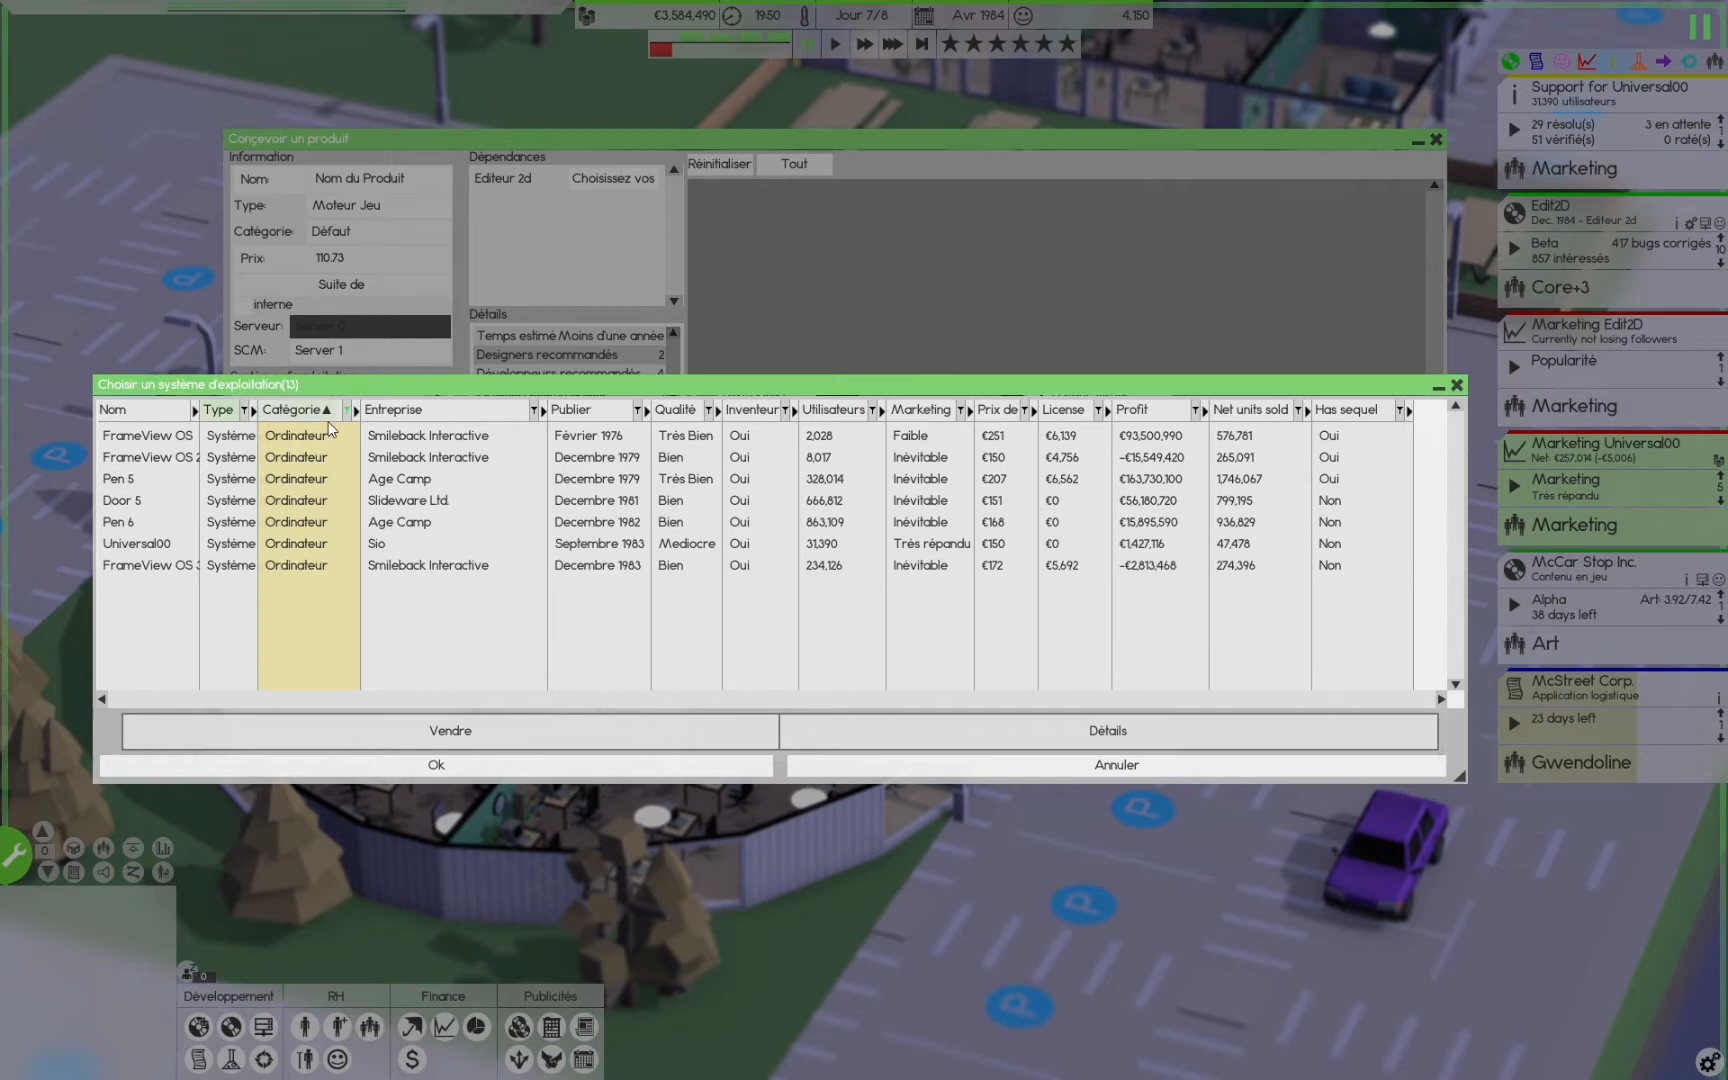 €3,584,490 19:50 Jour 7/8 Avr 1984 4,150
Conçevoir un produit
Information
Nom: Nom du Produit
Type: Moteur Jeu
Catégorie: Défaut
Prix: 110.73
Suite de
interne
Serveur: Server 0
SCM: Server 1
Dépendances
Editeur 2d Choisissez vos
Détails
Temps estimé Moins d'une année
Designers recommandés 2
Réinitialiser Tout
Choisir un système d'exploitation(13)
Nom Type Catégorie Entreprise Publier Qualité Inventeur Utilisateurs Marketing Prix de License Profit Net units sold Has sequel
FrameView OS Système Ordinateur Smileback Interactive Février 1976 Très Bien Oui 2,028 Faible €251 €6,139 €93,500,990 576,781 Oui
FrameView OS 2 Système Ordinateur Smileback Interactive Decembre 1979 Bien Oui 8,017 Inévitable €150 €4,756 -€15,549,420 265,091 Oui
Pen 5 Système Ordinateur Age Camp Decembre 1979 Très Bien Oui 328,014 Inévitable €207 €6,562 €163,730,100 1,746,067 Oui
Door 5 Système Ordinateur Slideware Ltd. Decembre 1981 Bien Oui 666,812 Inévitable €151 €0 €56,180,720 799,195 Non
Pen 6 Système Ordinateur Age Camp Decembre 1982 Bien Oui 863,109 Inévitable €168 €0 €15,895,590 936,829 Non
Universal00 Système Ordinateur Sio Septembre 1983 Mediocre Oui 31,390 Très répandu €150 €0 €1,427,116 47,478 Non
FrameView OS 3 Système Ordinateur Smileback Interactive Decembre 1983 Bien Oui 234,126 Inévitable €172 €5,692 -€2,813,468 274,396 Non
Vendre Détails
Ok Annuler
Support for Universal00
31,390 utilisateurs
29 résolu(s) 3 en attente
51 vérifié(s) 0 raté(s)
1
Marketing
Edit2D
Dec. 1984 - Editeur 2d
Beta 417 bugs corrigés
857 intéressés
10
Core+3
Marketing Edit2D
Currently not losing followers
Popularité
1
Marketing
Marketing Universal00
Net: €257,014 (-€5,006)
Marketing
Très répandu
5
Marketing
McCar Stop Inc.
Contenu en jeu
Alpha Art: 3.92/7.42
38 days left
1
Art
McStreet Corp.
Application logistique
23 days left
1
Gwendoline
0
0
Développement RH Finance Publicités
P
P
P
P